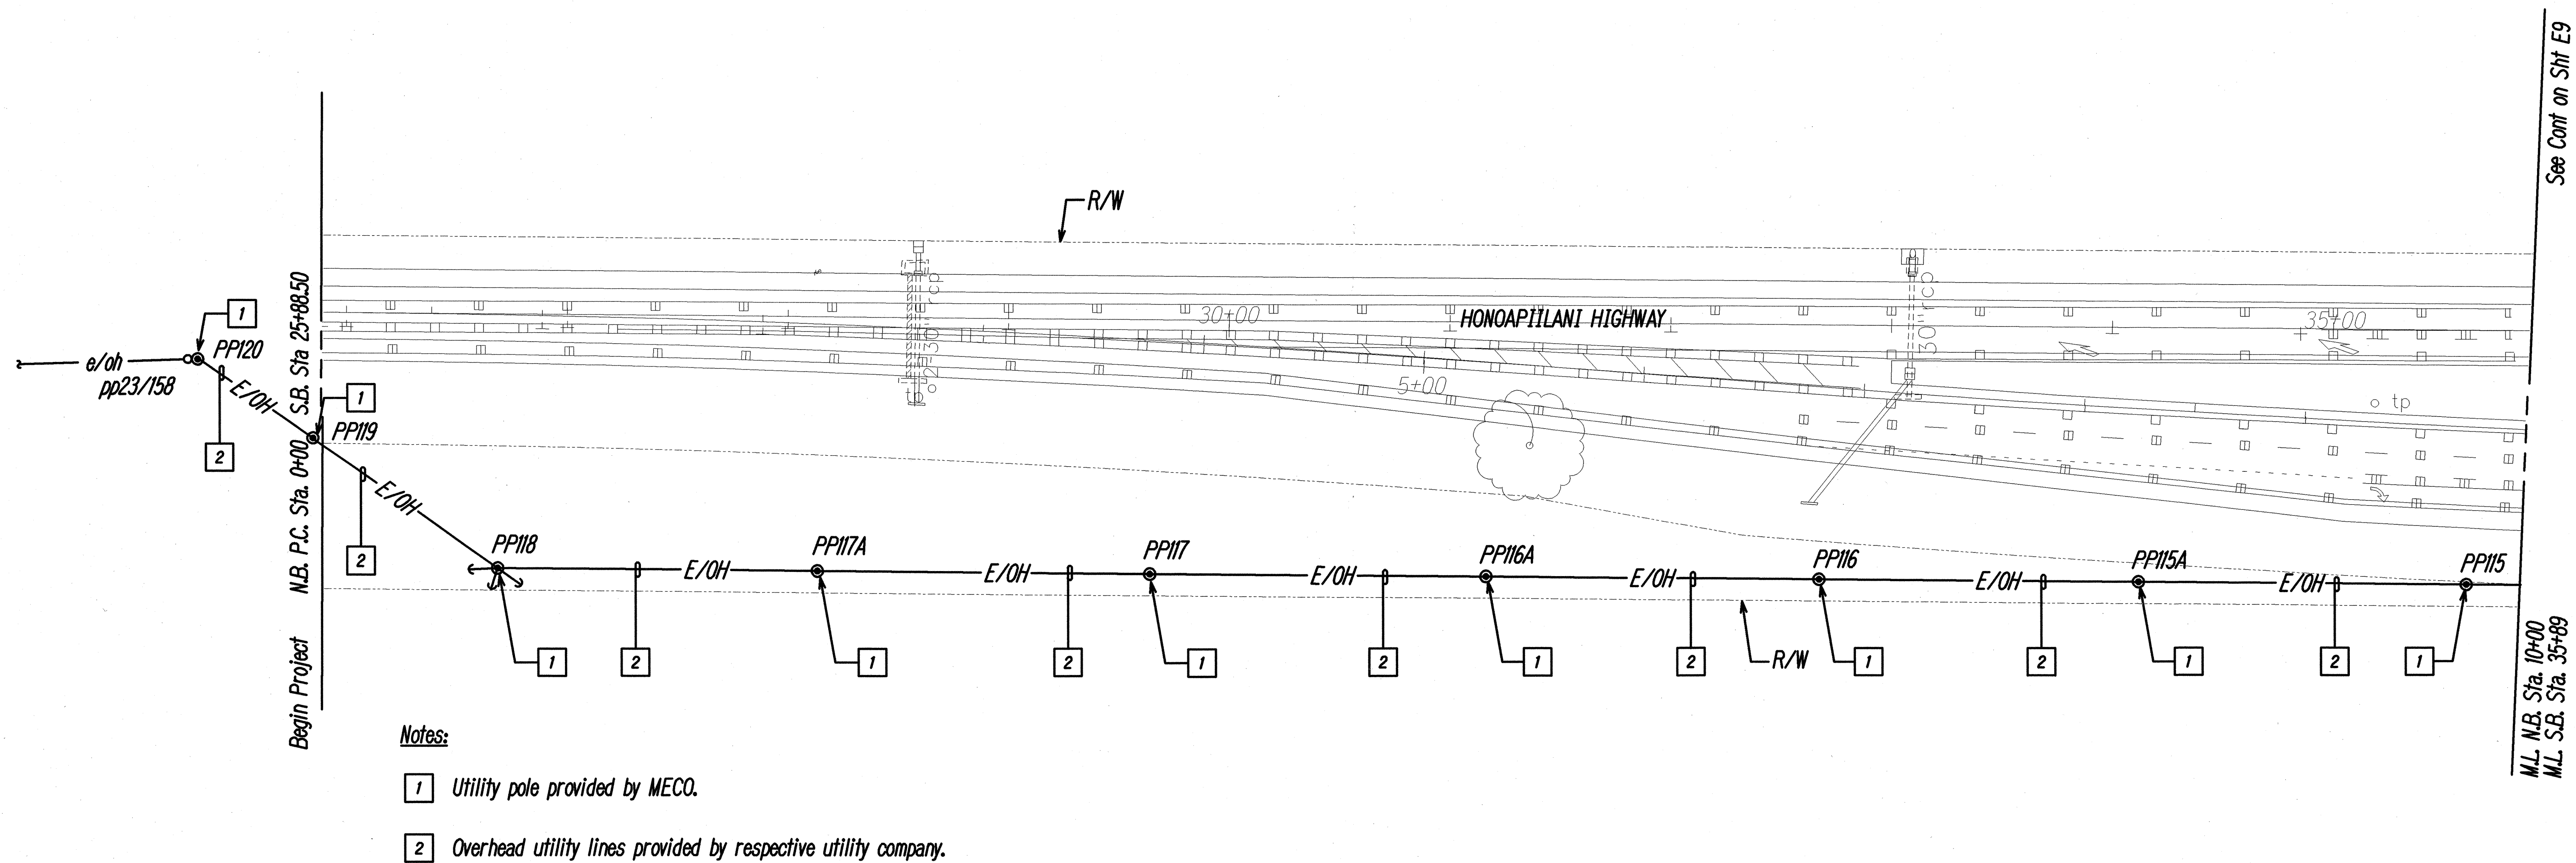 See Cont on Sht E9
R/W
30" rcp
30+00
HONOAPIILANI HIGHWAY
30" rcp
35+00
1
PP120
e/oh
pp23/158
E/OH
2
5+00
tp
1
PP119
E/OH
2
Begin Project N.B. P.C. Sta. 0+00 S.B. Sta 25+88.50
PP118
E/OH
PP117A
E/OH
PP117
E/OH
PP116A
E/OH
PP116
E/OH
PP115A
E/OH
PP115
1
2
1
2
1
2
1
2
R/W
1
2
1
2
1
M.L. N.B. Sta. 10+00
M.L. S.B. Sta. 35+89
Notes:
1 Utility pole provided by MECO.
2 Overhead utility lines provided by respective utility company.